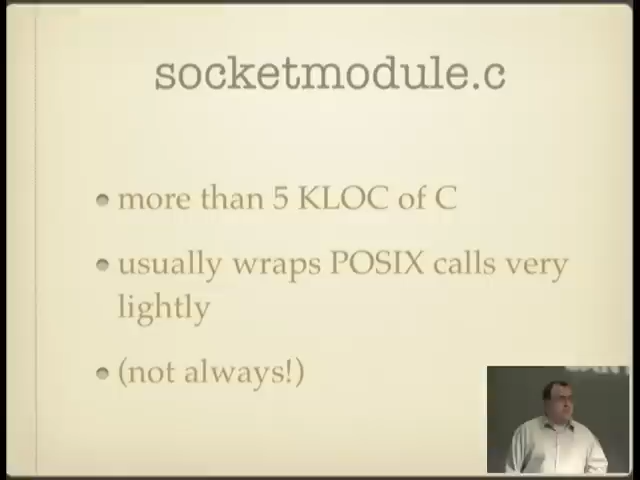 socketmodule.c
• more than 5 KLOC of C
• usually wraps POSIX calls very
lightly
• (not always!)